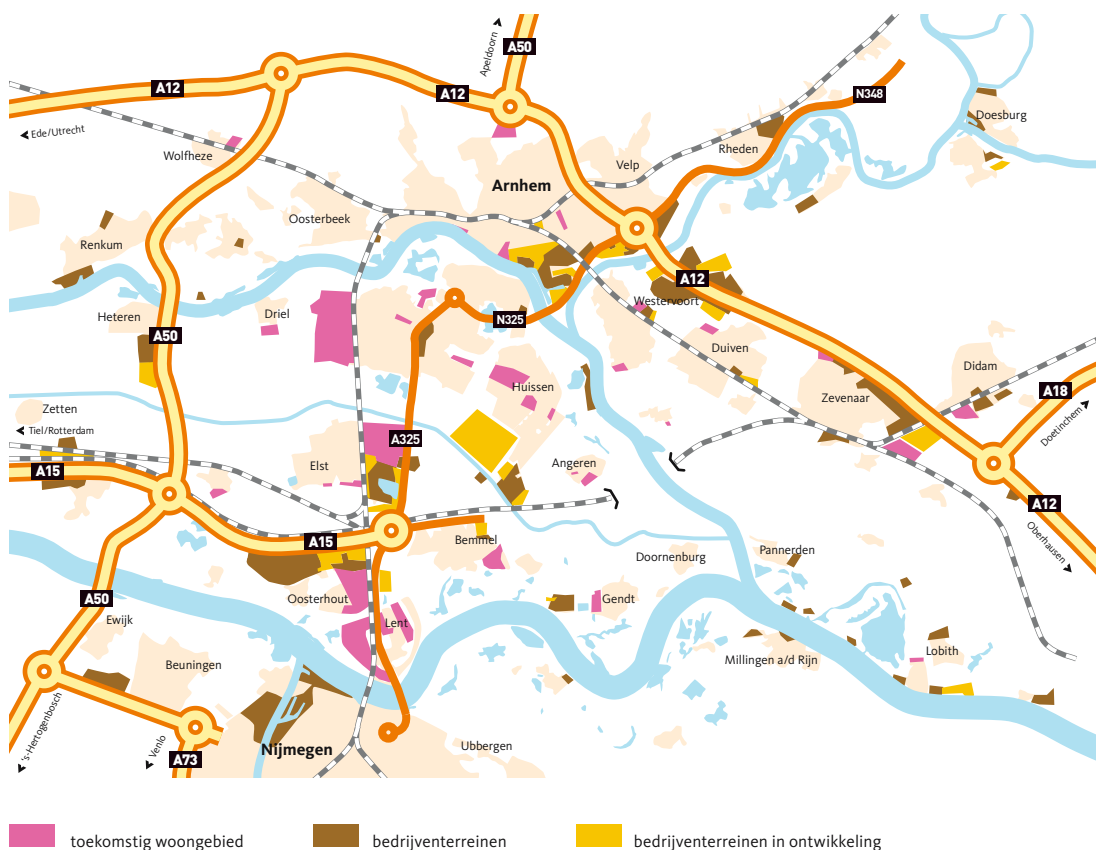 Apeldoorn
A50
A12
A12
N348
Ede/Utrecht
Wolfheze
Velp
Rheden
Doesburg
Arnhem
Oosterbeek
Renkum
A12
Westervoort
Heteren
Driel
N325
A50
Duiven
Didam
Huissen
Zevenaar
A18
Doetinchem
Zetten
Tiel/Rotterdam
A325
Elst
Angeren
A15
A12
Oberhausen
A15
Bemmel
Doornenburg
Pannerden
A50
Oosterhout
Gendt
Ewijk
Lent
Beuningen
Millingen a/d Rijn
Lobith
's-Hertogenbosch
Venlo
A73
Nijmegen
Ubbergen
toekomstig woongebied
bedrijventerreinen
bedrijventerreinen in ontwikkeling